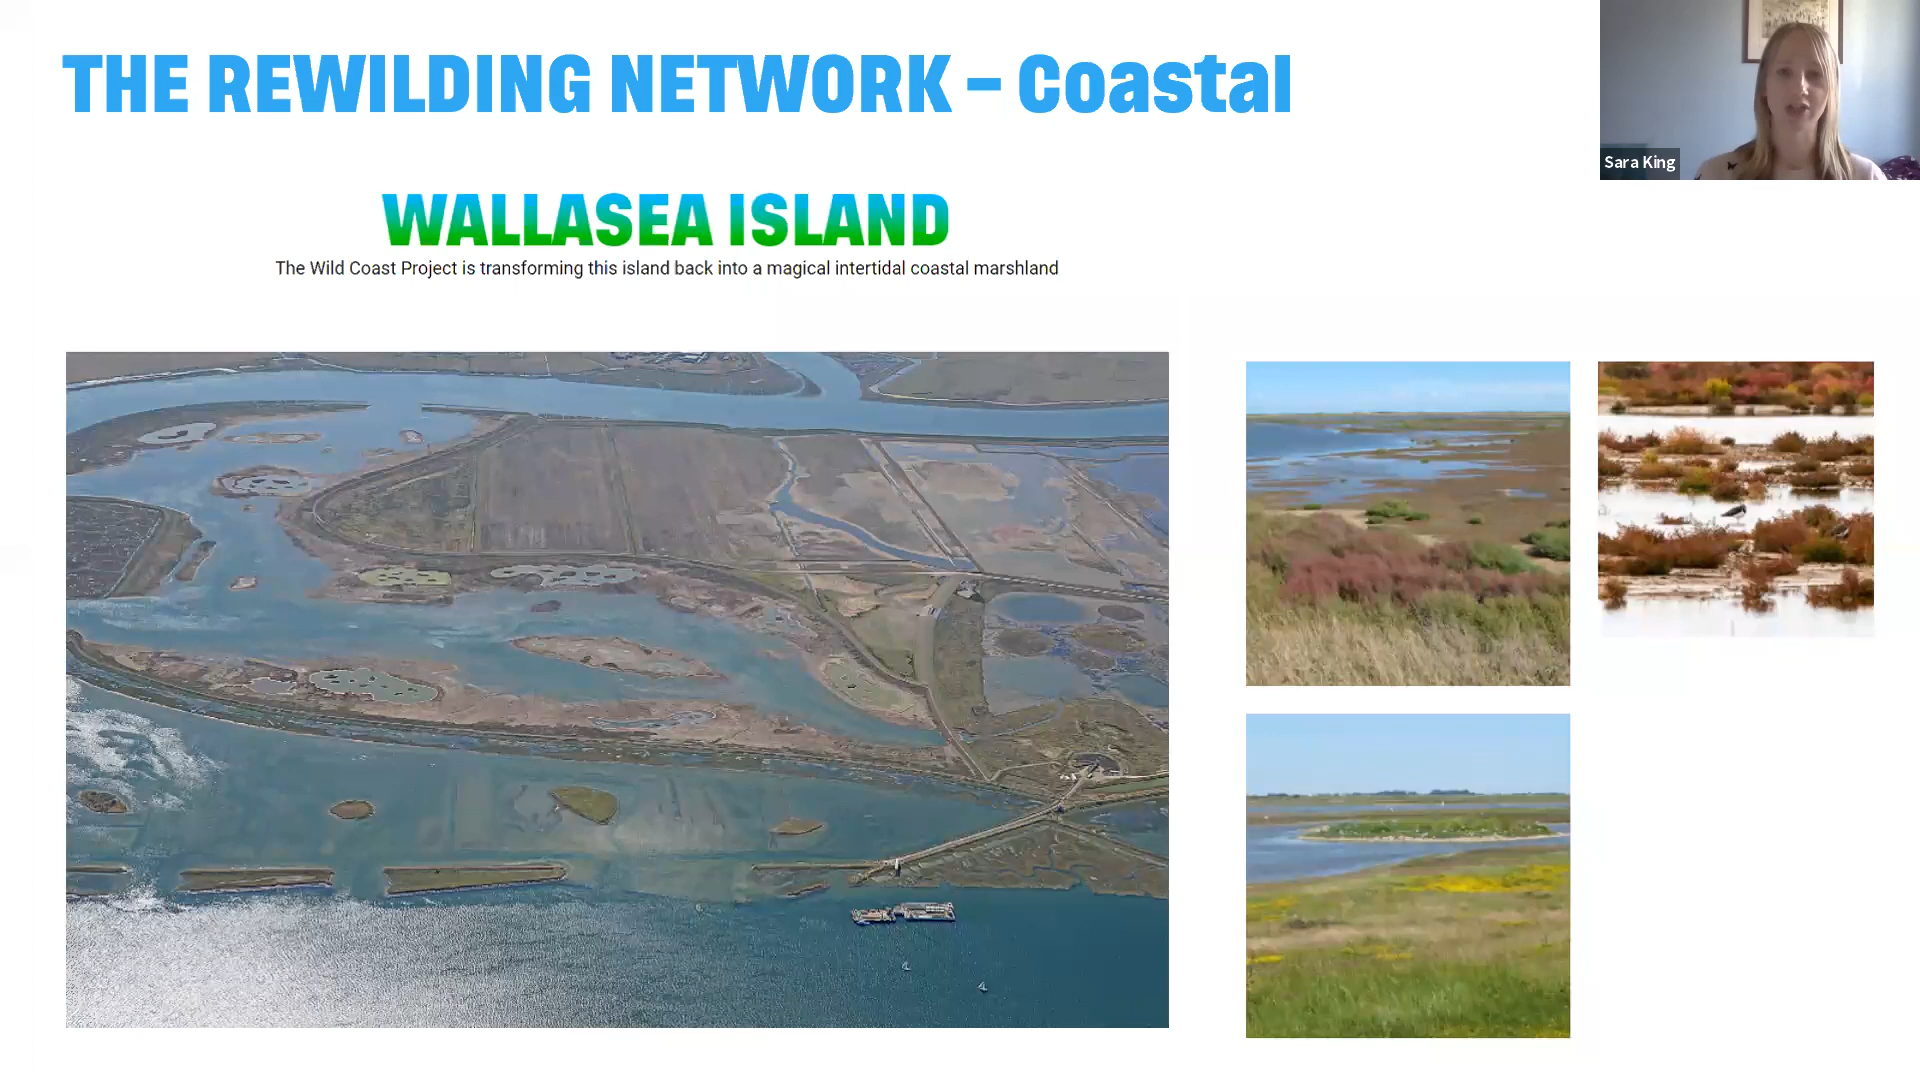 THE REWILDING NETWORK – Coastal
WALLASEA ISLAND
The Wild Coast Project is transforming this island back into a magical intertidal coastal marshland
Sara King